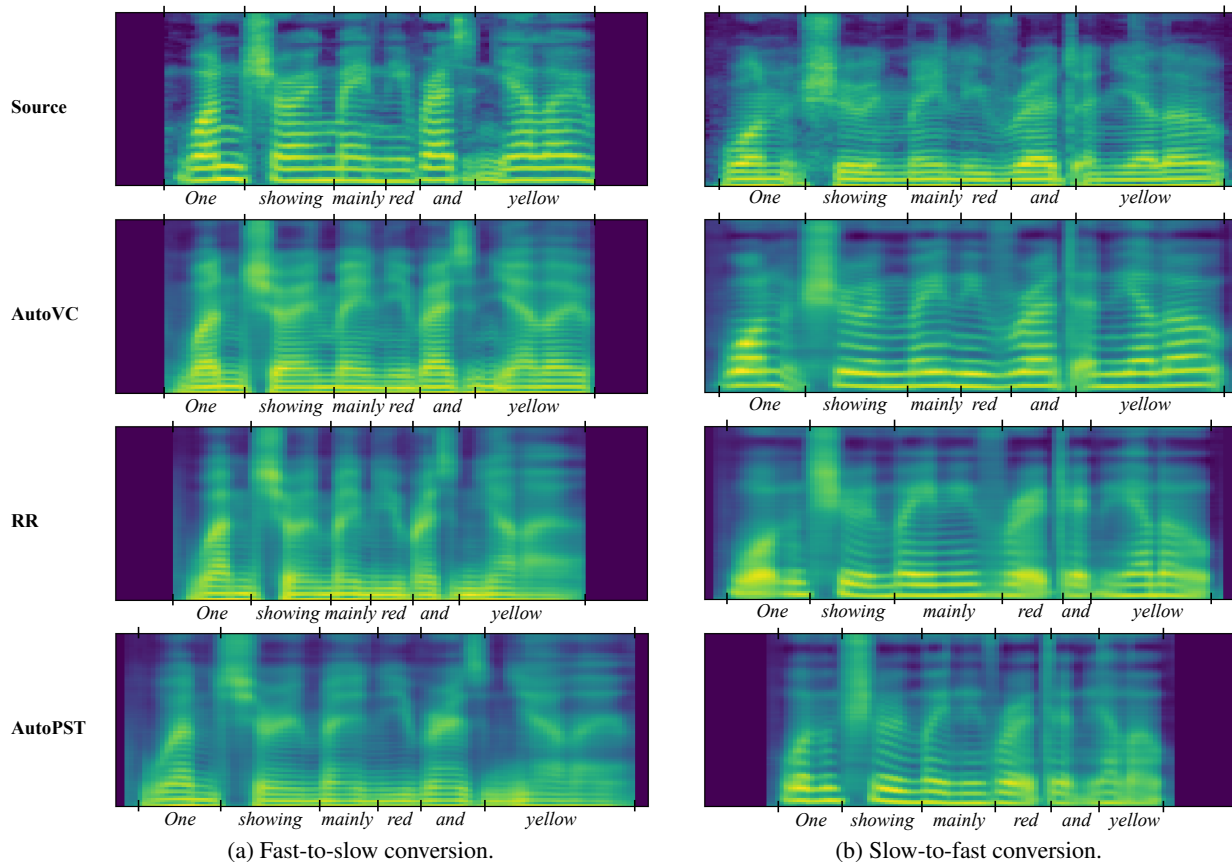 Source
One showing mainly red and yellow
One showing mainly red and yellow
AutoVC
One showing mainly red and yellow
One showing mainly red and yellow
RR
One showing mainly red and yellow
One showing mainly red and yellow
AutoPST
One showing mainly red and yellow
One showing mainly red and yellow
(a) Fast-to-slow conversion.
(b) Slow-to-fast conversion.